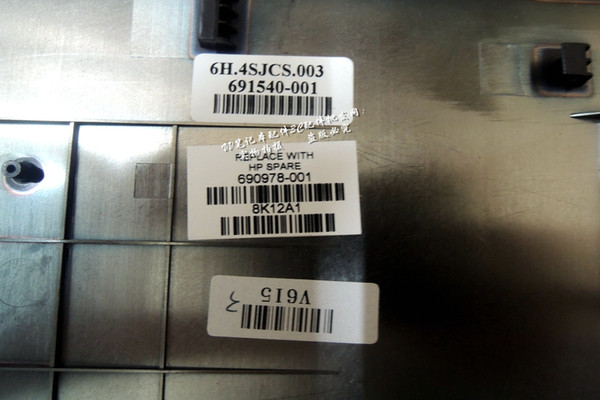 6H.4SJCS.003
691540-001
REPLACE WITH
HP SPARE
690978-001
8K12A1
V615
3